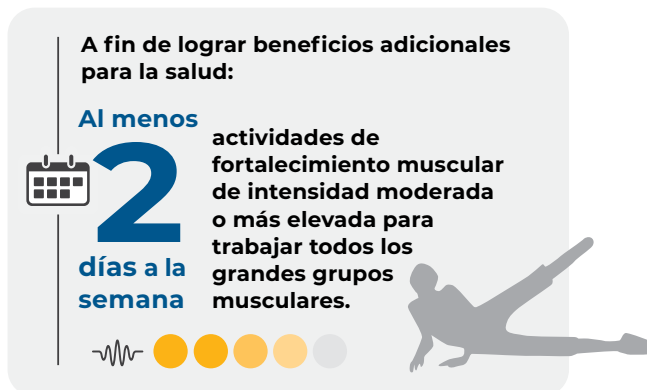 A fin de lograr beneficios adicionales
para la salud:
Al menos
2
días a la
semana
actividades de
fortalecimiento muscular
de intensidad moderada
o más elevada para
trabajar todos los
grandes grupos
musculares.